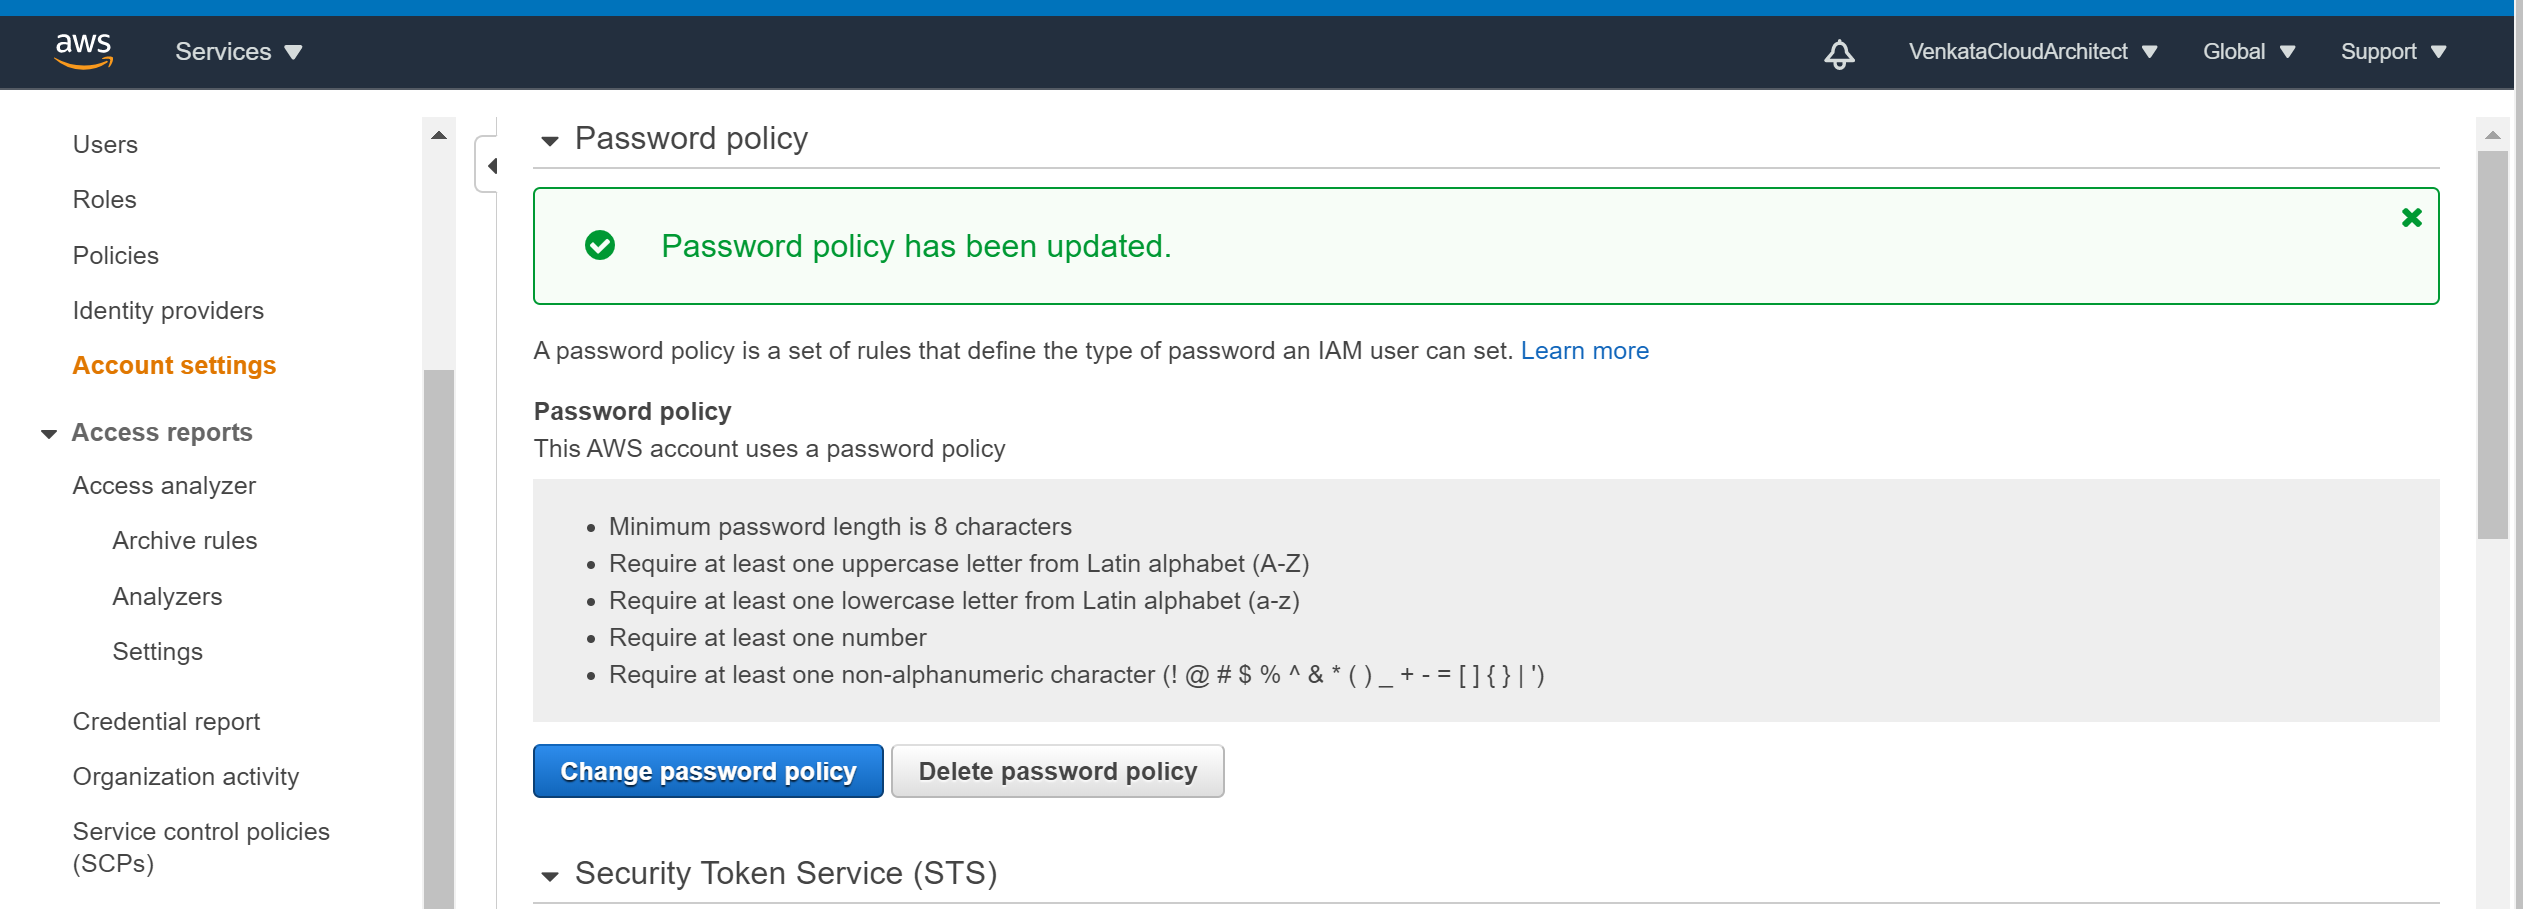 aws
Services
VenkataCloudArchitect
Global
Support
Users
Roles
Policies
Identity providers
Account settings
Access reports
Access analyzer
Archive rules
Analyzers
Settings
Credential report
Organization activity
Service control policies
(SCPs)
Password policy
Password policy has been updated.
A password policy is a set of rules that define the type of password an IAM user can set. Learn more
Password policy
This AWS account uses a password policy
• Minimum password length is 8 characters
• Require at least one uppercase letter from Latin alphabet (A-Z)
• Require at least one lowercase letter from Latin alphabet (a-z)
• Require at least one number
• Require at least one non-alphanumeric character (! @ # $ % ^ & * ( ) _ + - = [ ] { } | ')
Change password policy
Delete password policy
Security Token Service (STS)